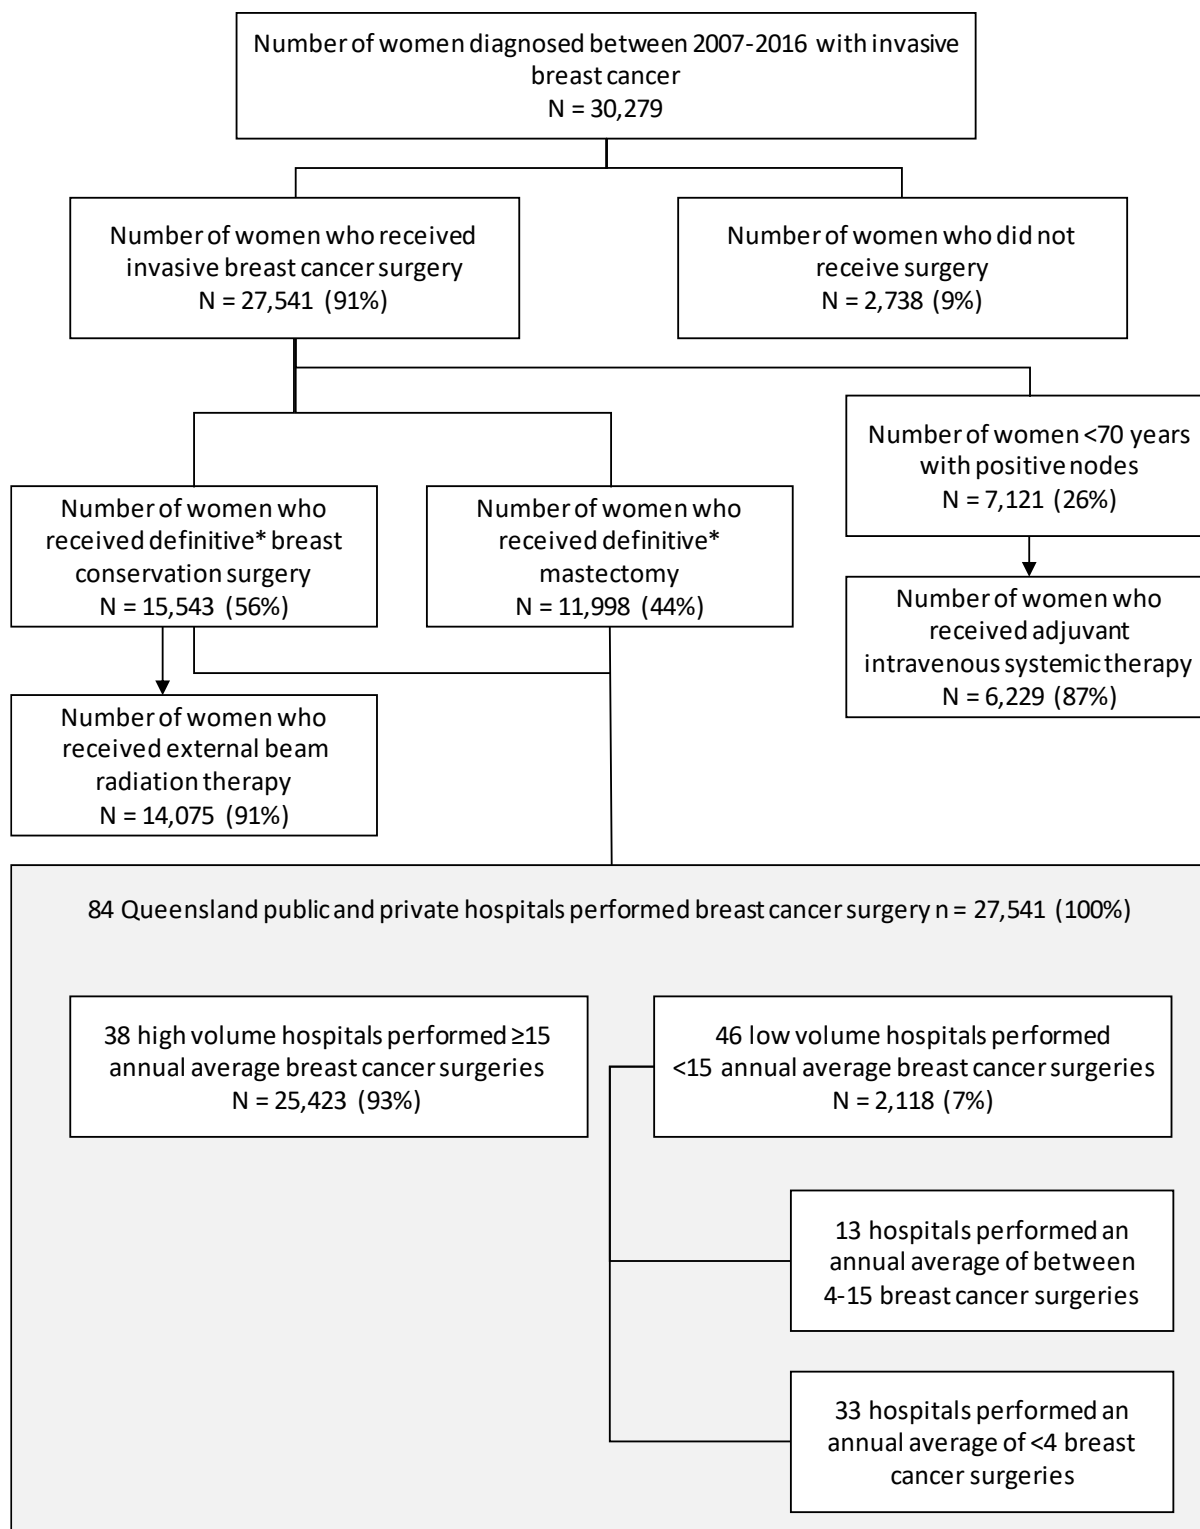 Number of women diagnosed between 2007-2016 with invasive
breast cancer
N = 30,279
Number of women who received
invasive breast cancer surgery
N = 27,541 (91%)
Number of women who did not
receive surgery
N = 2,738 (9%)
Number of women <70 years
with positive nodes
N = 7,121 (26%)
Number of women who
received definitive* breast
conservation surgery
N = 15,543 (56%)
Number of women who
received definitive*
mastectomy
N = 11,998 (44%)
Number of women who
received adjuvant
intravenous systemic therapy
N = 6,229 (87%)
Number of women who
received external beam
radiation therapy
N = 14,075 (91%)
84 Queensland public and private hospitals performed breast cancer surgery n = 27,541 (100%)
38 high volume hospitals performed ≥15
annual average breast cancer surgeries
N = 25,423 (93%)
46 low volume hospitals performed
<15 annual average breast cancer surgeries
N = 2,118 (7%)
13 hospitals performed an
annual average of between
4-15 breast cancer surgeries
33 hospitals performed an
annual average of <4 breast
cancer surgeries